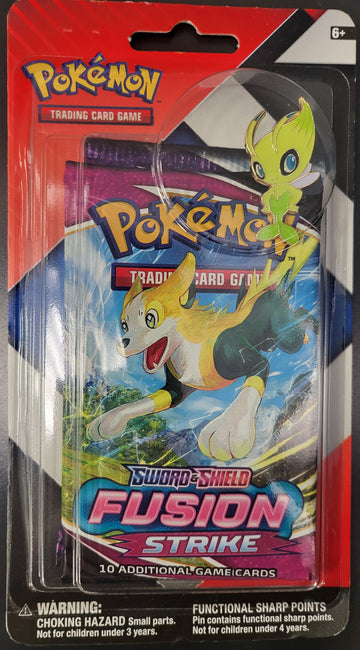 6+
POKéMON
TRADING CARD GAME
POKéMON
TM
TRADING CARD GAME
SWORD & SHIELD
FUSION
STRIKE
10 ADDITIONAL GAME CARDS
WARNING:
CHOKING HAZARD Small parts.
Not for children under 3 years.
FUNCTIONAL SHARP POINTS
Pin contains functional sharp points.
Not for children under 4 years.